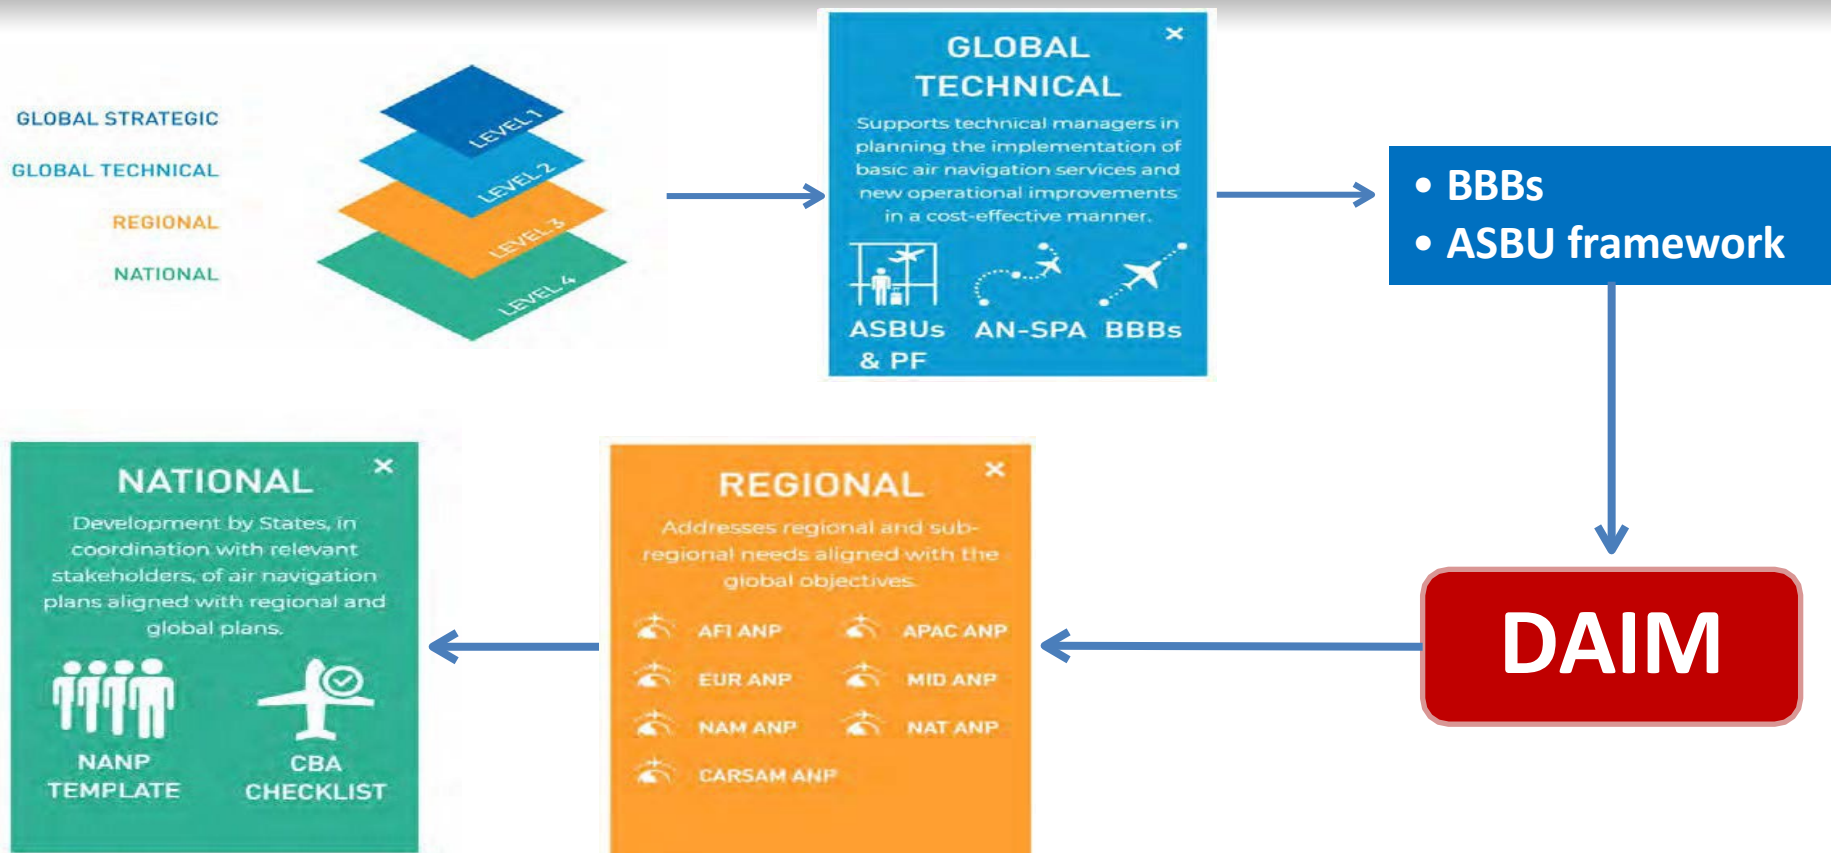 GLOBAL STRATEGIC
GLOBAL TECHNICAL
REGIONAL
NATIONAL
LEVEL 1
LEVEL 2
LEVEL 3
LEVEL 4
×
GLOBAL
TECHNICAL
Supports technical managers in
planning the implementation of
basic air navigation services and
new operational improvements
in a cost-effective manner.
ASBUs
& PF
AN-SPA
BBBs
• BBBs
• ASBU framework
DAIM
×
REGIONAL
Addresses regional and sub-
regional needs aligned with the
global objectives.
AFI ANP
APAC ANP
EUR ANP
MID ANP
NAM ANP
NAT ANP
CARSAM ANP
×
NATIONAL
Development by States, in
coordination with relevant
stakeholders, of air navigation
plans aligned with regional and
global plans.
NANP
TEMPLATE
CBA
CHECKLIST